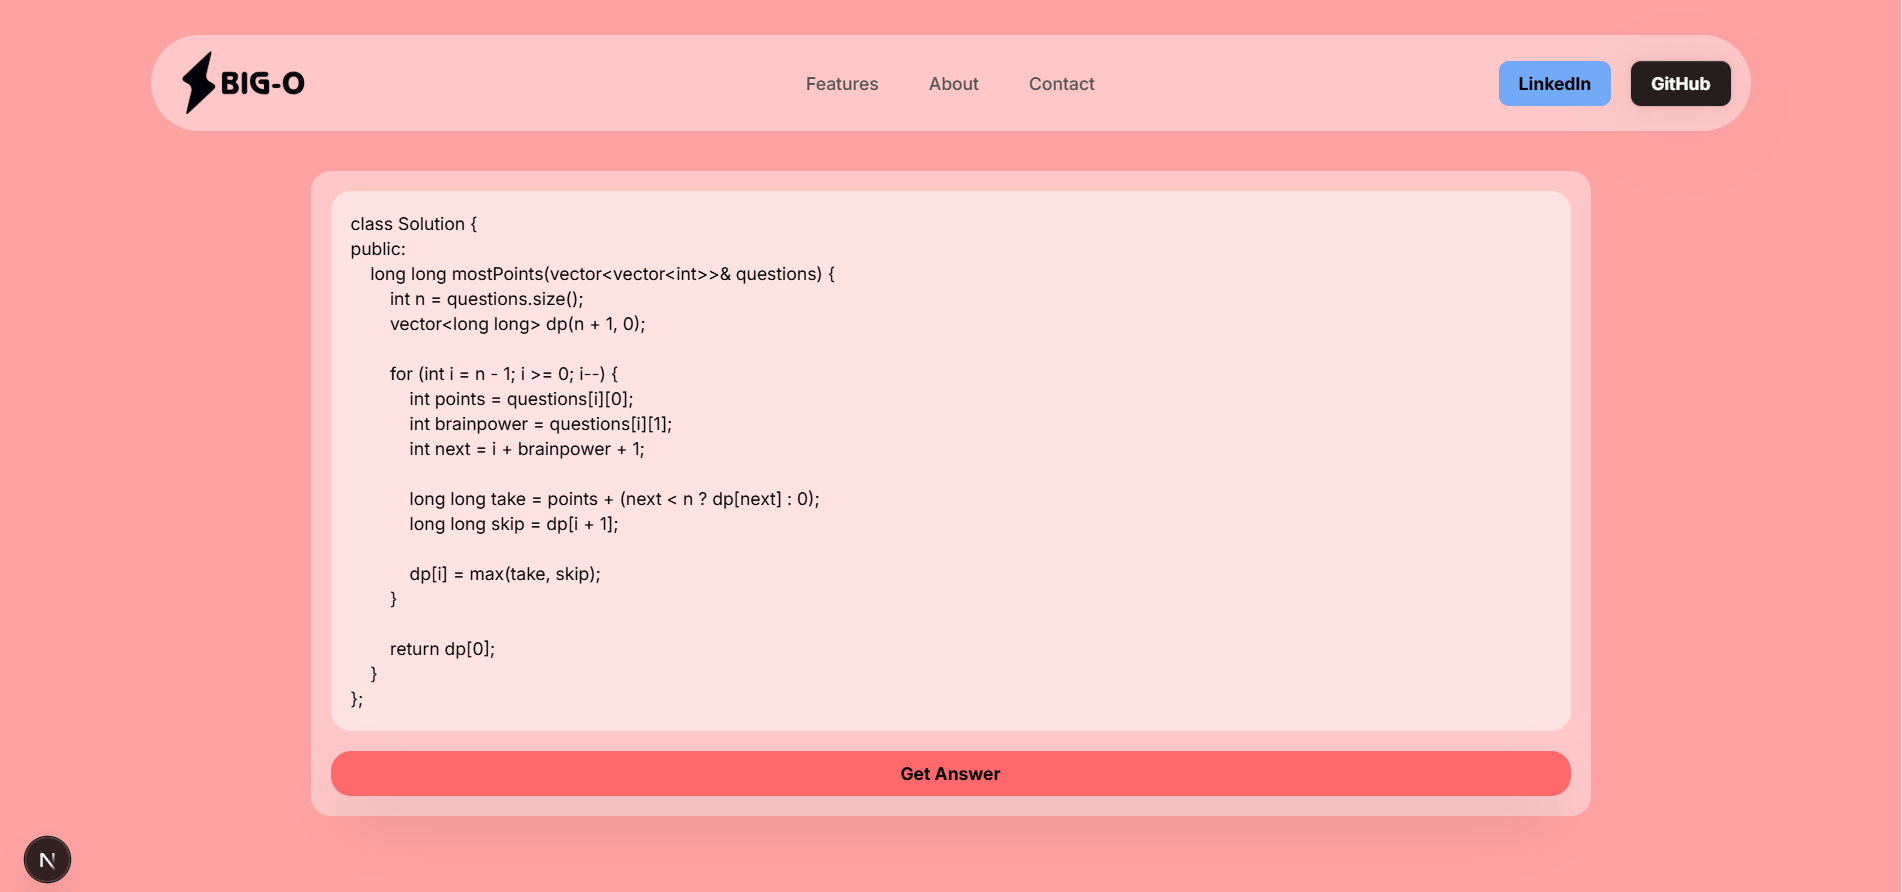 BIG-O
Features
About
Contact
LinkedIn
GitHub
class Solution {
public:
    long long mostPoints(vector<vector<int>>& questions) {
        int n = questions.size();
        vector<long long> dp(n + 1, 0);

        for (int i = n - 1; i >= 0; i--) {
            int points = questions[i][0];
            int brainpower = questions[i][1];
            int next = i + brainpower + 1;

            long long take = points + (next < n ? dp[next] : 0);
            long long skip = dp[i + 1];

            dp[i] = max(take, skip);
        }

        return dp[0];
    }
};
Get Answer
N